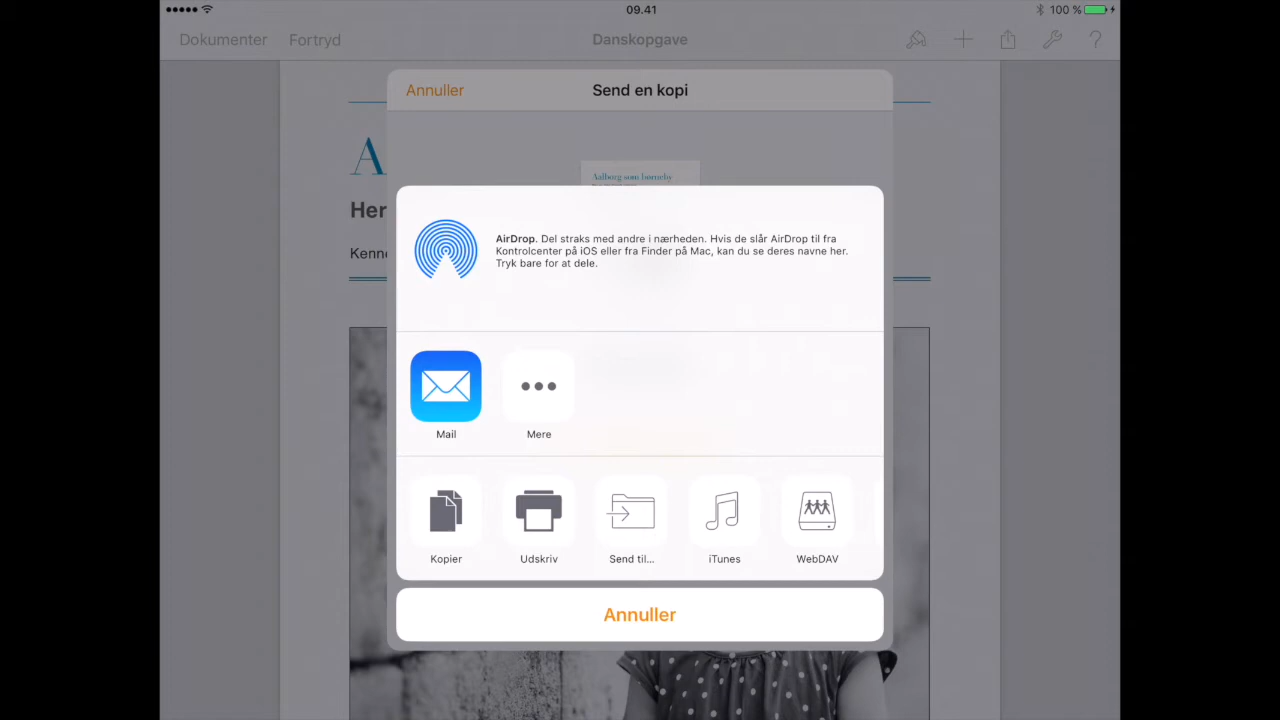 09.41
100 %
Dokumenter
Fortryd
Danskopgave
?
Annuller
Send en kopi
A
Aalborg som børneby
Her
Kenne
AirDrop. Del straks med andre i nærheden. Hvis de slår AirDrop til fra
Kontrolcenter på iOS eller fra Finder på Mac, kan du se deres navne her.
Tryk bare for at dele.
Mail
Mere
Kopier
Udskriv
Send til...
iTunes
WebDAV
Annuller